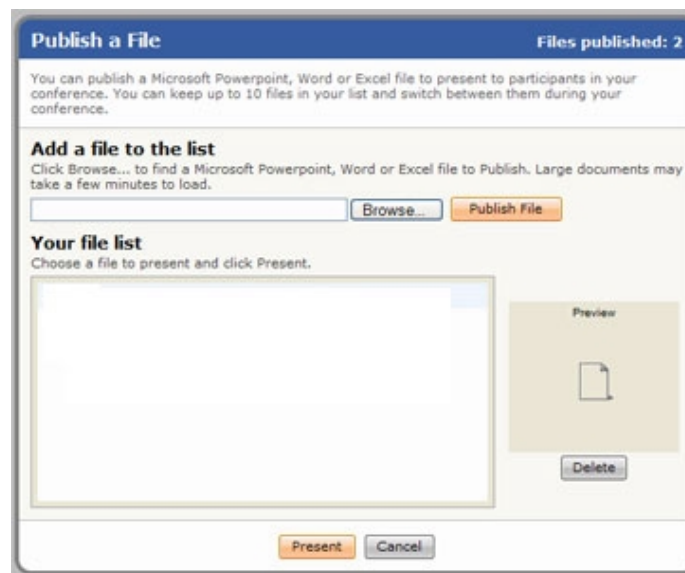 Publish a File
Files published: 2
You can publish a Microsoft Powerpoint, Word or Excel file to present to participants in your
conference. You can keep up to 10 files in your list and switch between them during your
conference.
Add a file to the list
Click Browse... to find a Microsoft Powerpoint, Word or Excel file to Publish. Large documents may
take a few minutes to load.
Browse...
Publish File
Your file list
Choose a file to present and click Present.
Preview
Delete
Present
Cancel